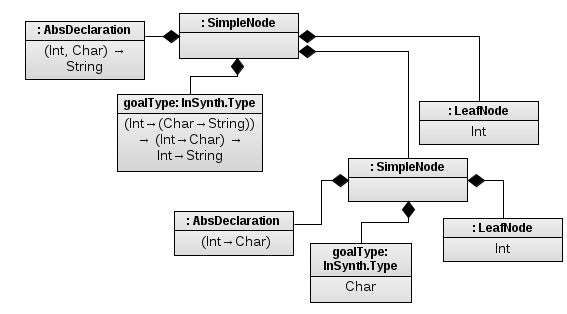 : SimpleNode
: AbsDeclaration
(Int, Char) →
String
goalType: InSynth.Type
(Int→(Char→String))
→ (Int→Char) →
Int→String
: LeafNode
Int
: SimpleNode
: AbsDeclaration
(Int→Char)
goalType:
InSynth.Type
Char
: LeafNode
Int